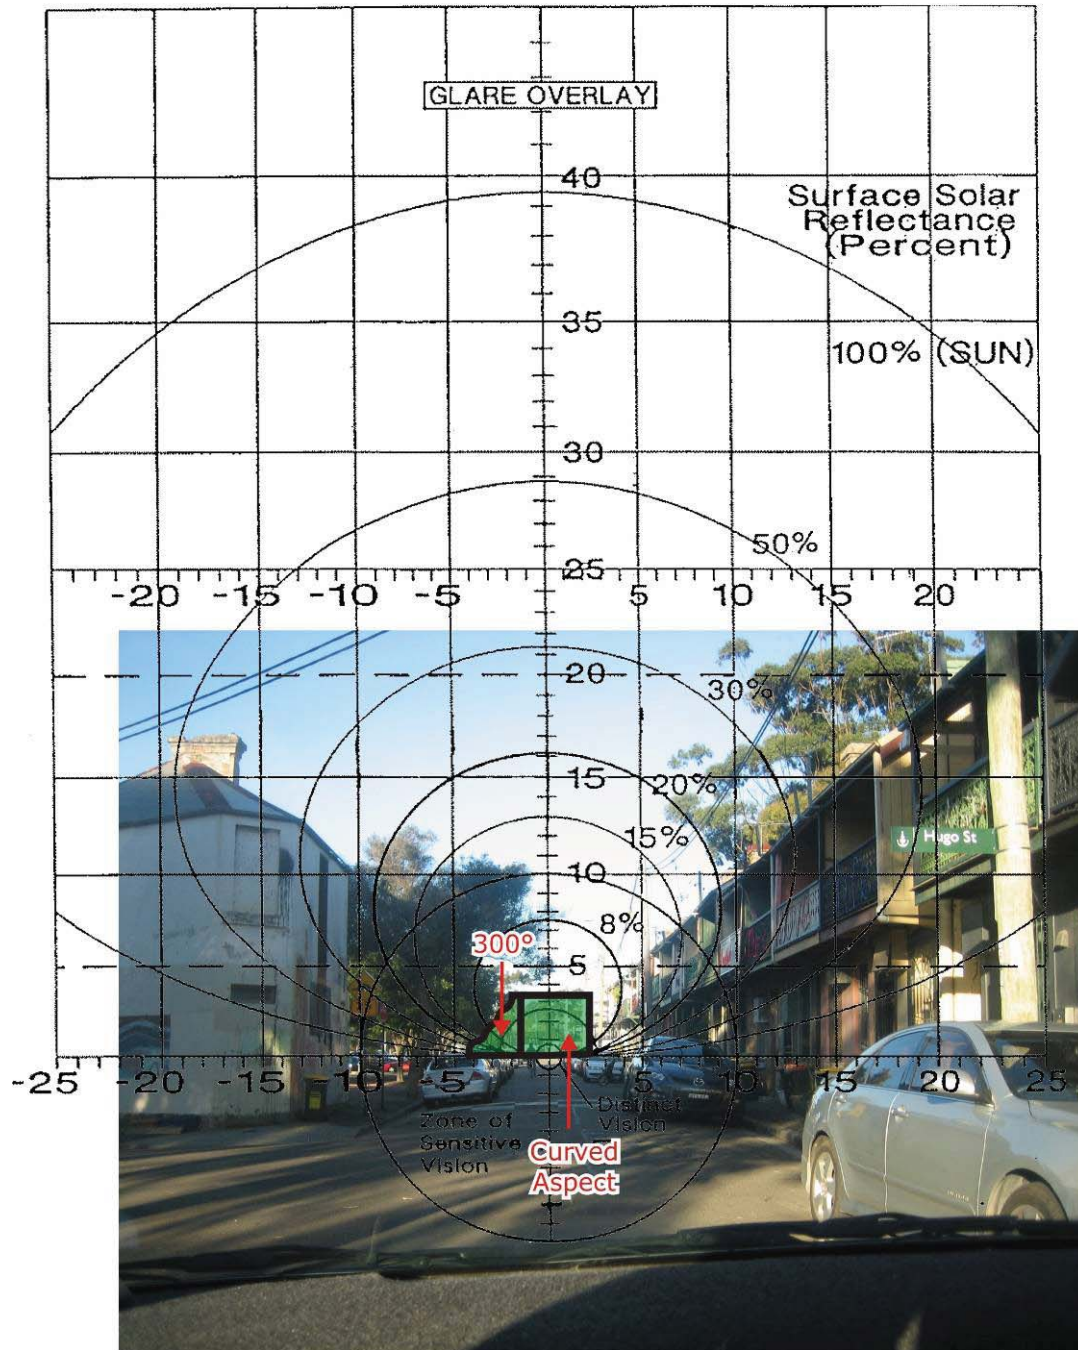 GLARE OVERLAY
40
Surface Solar
Reflectance
(Percent)
35
100% (SUN)
30
50%
25
-20 -15 -10 -5 5 10 15 20
20
30%
15
20%
15%
Hugo St
10
8%
300°
5
-25 -20 -15 -10 -5 5 10 15 20 25
Zone of
Sensitive
Vision
Distinct
Vision
Curved
Aspect